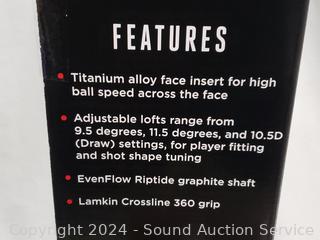 FEATURES
Titanium alloy face insert for high
ball speed across the face
Adjustable lofts range from
9.5 degrees, 11.5 degrees, and 10.5D
(Draw) settings, for player fitting
and shot shape tuning
EvenFlow Riptide graphite shaft
Lamkin Crossline 360 grip
Copyright 2024 - Sound Auction Service